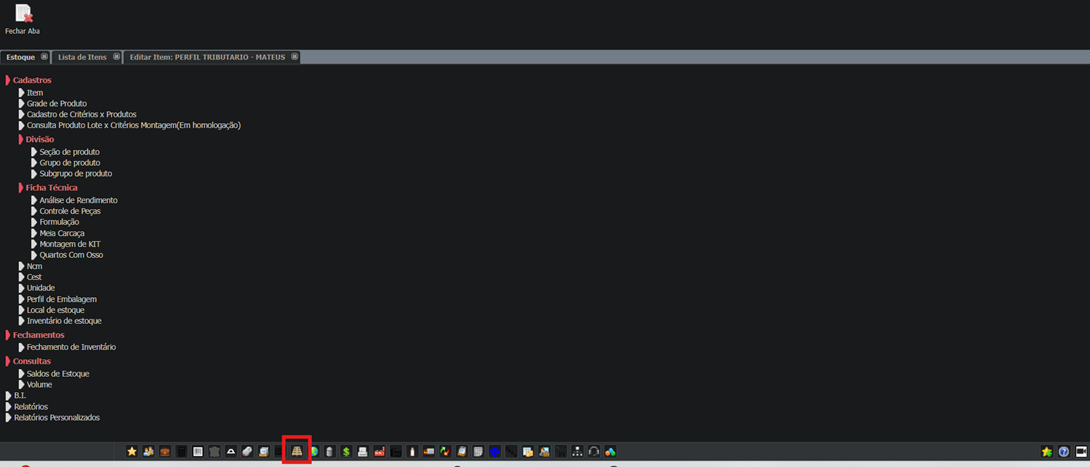 Fechar Aba
Estoque Lista de Itens Editar Item: PERFIL TRIBUTARIO - MATEUS
Cadastros
Item
Grade de Produto
Cadastro de Critérios x Produtos
Consulta Produto Lote x Critérios Montagem(Em homologação)
Divisão
Seção de produto
Grupo de produto
Subgrupo de produto
Ficha Técnica
Análise de Rendimento
Controle de Peças
Formulação
Meia Carcaça
Montagem de KIT
Quartos Com Osso
Ncm
Cest
Unidade
Perfil de Embalagem
Local de estoque
Inventário de estoque
Fechamentos
Fechamento de Inventário
Consultas
Saldos de Estoque
Volume
B.I.
Relatórios
Relatórios Personalizados